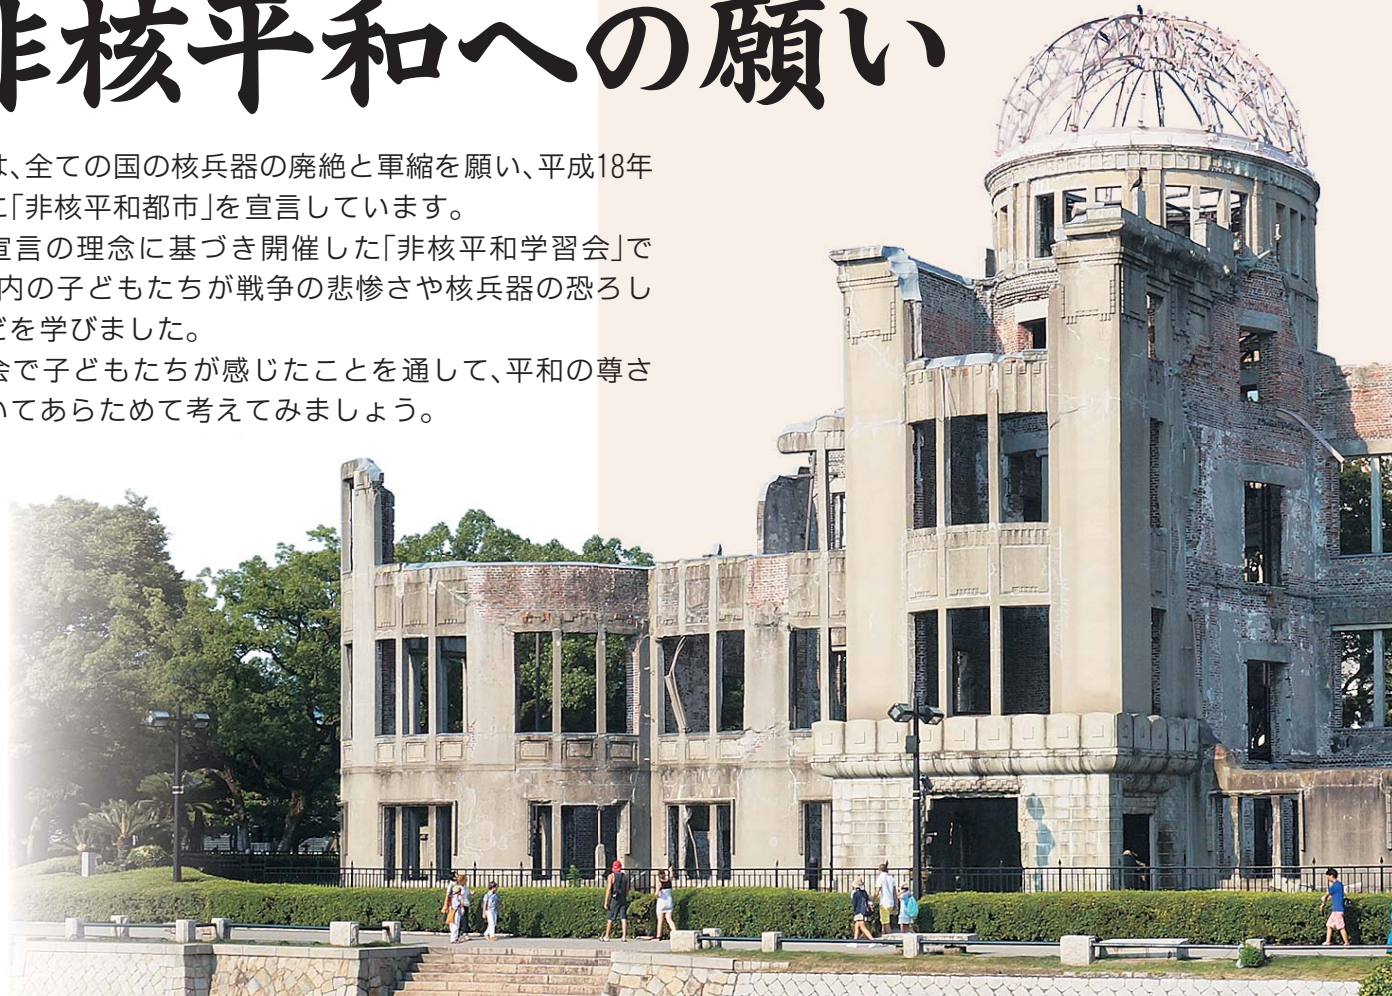 非核平和への願い
は、全ての国の核兵器の廃絶と軍縮を願い、平成18年
に「非核平和都市」を宣言しています。
宣言の理念に基づき開催した「非核平和学習会」で
内の子どもたちが戦争の悲惨さや核兵器の恐ろし
どを学びました。
会で子どもたちが感じたことを通して、平和の尊さ
いてあらためて考えてみましょう。